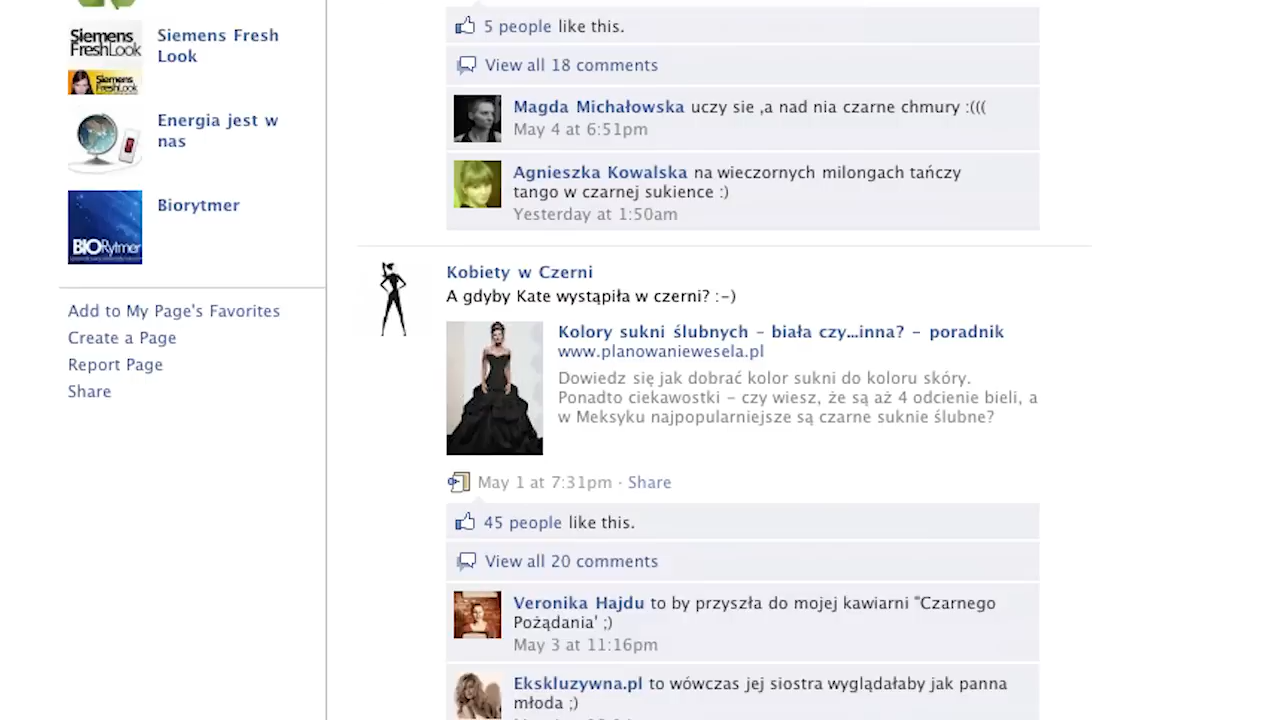 Siemens
FreshLook
Siemens
FreshLook
Siemens Fresh
Look
Energia jest w
nas
BIORytmer
Biorytmer
Add to My Page's Favorites
Create a Page
Report Page
Share
5 people like this.
View all 18 comments
Magda Michałowska uczy sie ,a nad nia czarne chmury :(((
May 4 at 6:51pm
Agnieszka Kowalska na wieczornych milongach tańczy
tango w czarnej sukience :)
Yesterday at 1:50am
Kobiety w Czerni
A gdyby Kate wystąpiła w czerni? :-)
Kolory sukni ślubnych - biała czy...inna? - poradnik
www.planowaniewesela.pl
Dowiedz się jak dobrać kolor sukni do koloru skóry.
Ponadto ciekawostki - czy wiesz, że są aż 4 odcienie bieli, a
w Meksyku najpopularniejsze są czarne suknie ślubne?
May 1 at 7:31pm · Share
45 people like this.
View all 20 comments
Veronika Hajdu to by przyszła do mojej kawiarni "Czarnego
Pożądania' ;)
May 3 at 11:16pm
Ekskluzywna.pl to wówczas jej siostra wyglądałaby jak panna
młoda ;)